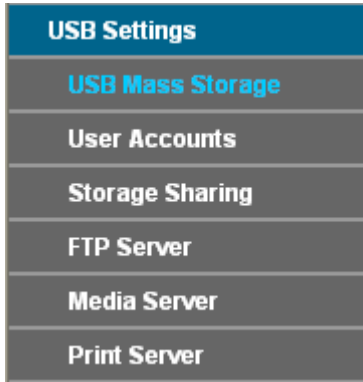 USB Settings
USB Mass Storage
User Accounts
Storage Sharing
FTP Server
Media Server
Print Server